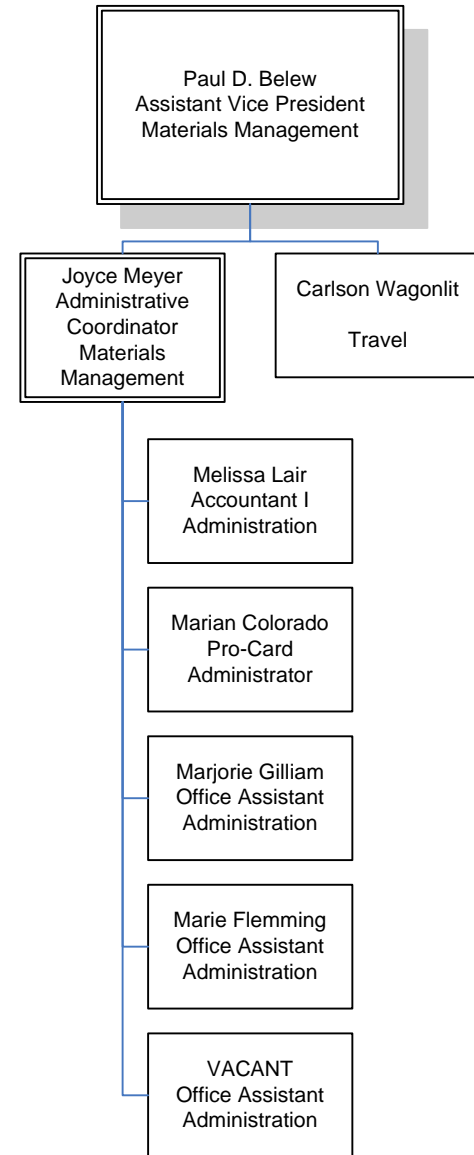 Paul D. Belew
Assistant Vice President
Materials Management
Joyce Meyer
Administrative
Coordinator
Materials
Management
Carlson Wagonlit
Travel
Melissa Lair
Accountant I
Administration
Marian Colorado
Pro-Card
Administrator
Marjorie Gilliam
Office Assistant
Administration
Marie Flemming
Office Assistant
Administration
VACANT
Office Assistant
Administration